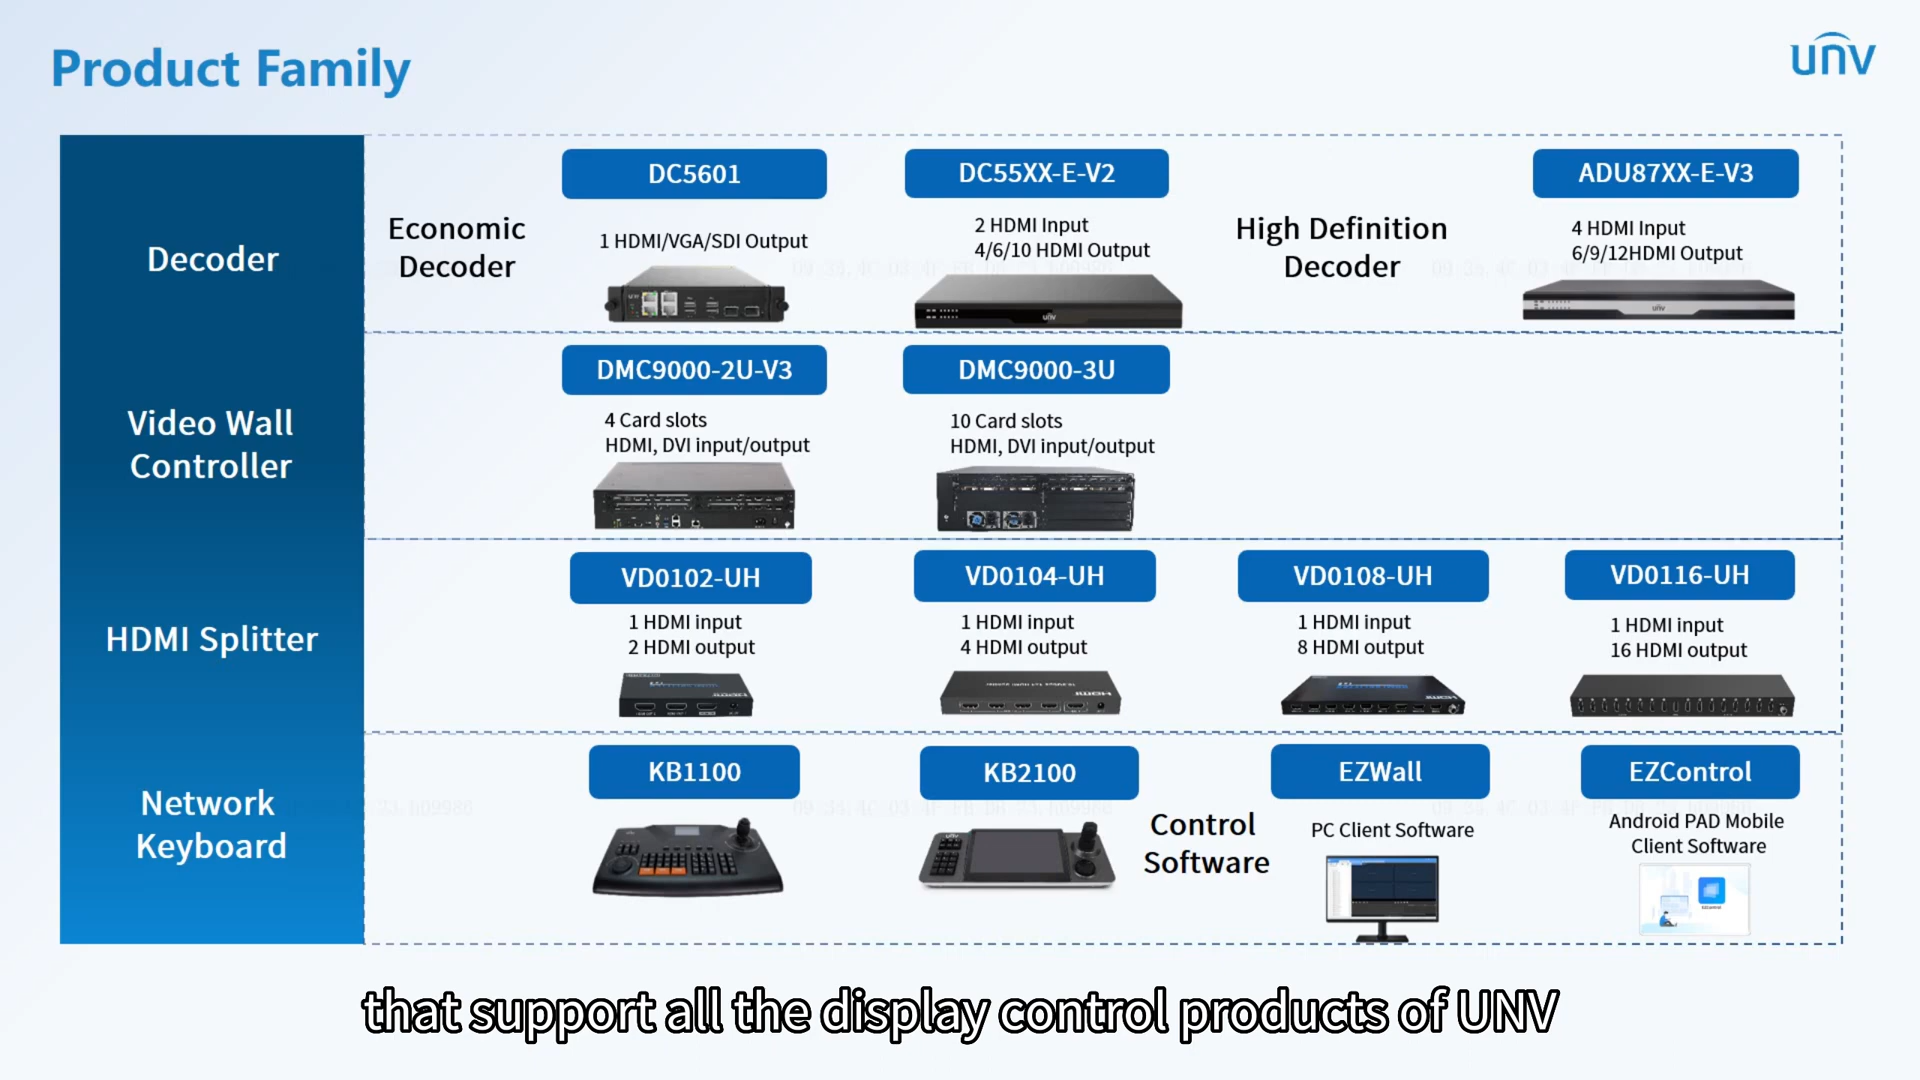 Product Family
unv
Decoder
Economic
Decoder
DC5601
1 HDMI/VGA/SDI Output
DC55XX-E-V2
2 HDMI Input
4/6/10 HDMI Output
High Definition
Decoder
ADU87XX-E-V3
4 HDMI Input
6/9/12HDMI Output
Video Wall
Controller
DMC9000-2U-V3
4 Card slots
HDMI, DVI input/output
DMC9000-3U
10 Card slots
HDMI, DVI input/output
HDMI Splitter
VD0102-UH
1 HDMI input
2 HDMI output
VD0104-UH
1 HDMI input
4 HDMI output
VD0108-UH
1 HDMI input
8 HDMI output
VD0116-UH
1 HDMI input
16 HDMI output
Network
Keyboard
KB1100
KB2100
Control
Software
EZWall
PC Client Software
EZControl
Android PAD Mobile
Client Software
that support all the display control products of UNV